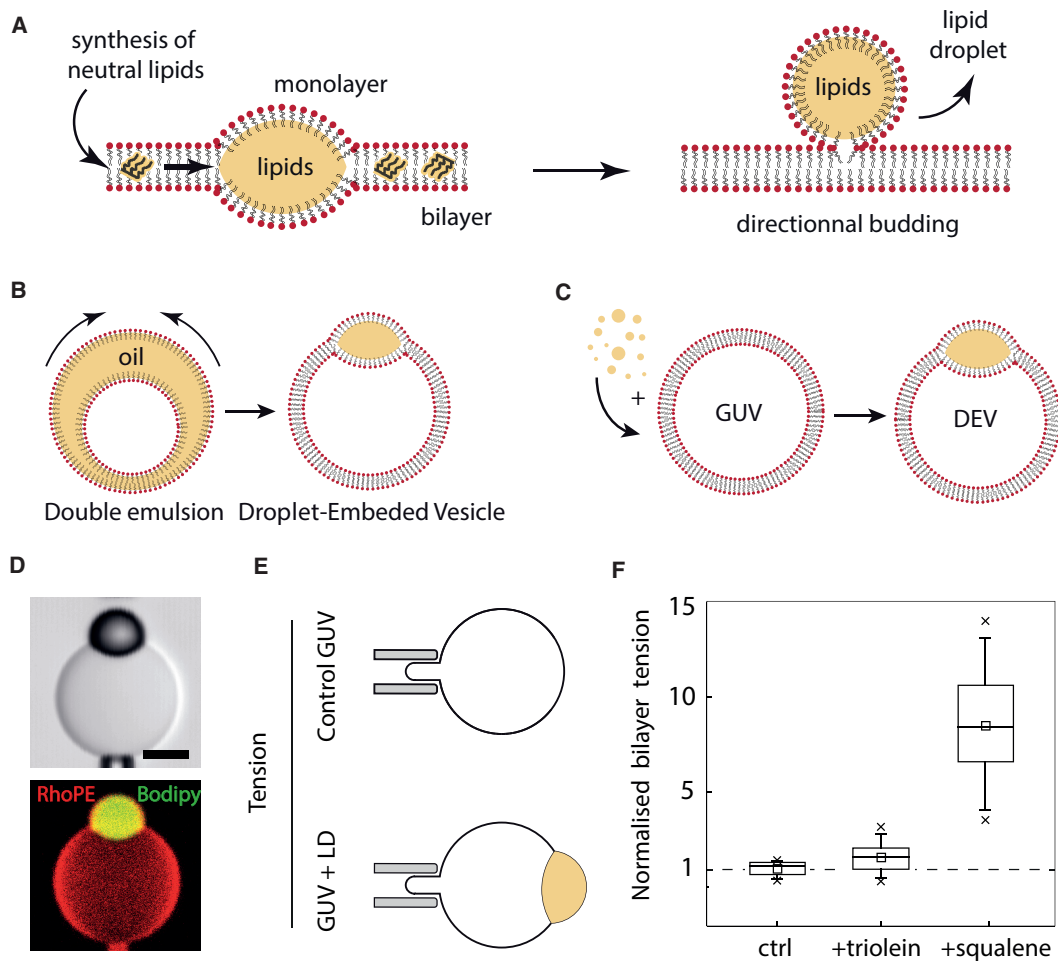 A
synthesis of
neutral lipids
monolayer
lipids
bilayer
lipids
lipid
droplet
directionnal budding
B
oil
Double emulsion
Droplet-Embeded Vesicle
C
+
GUV
DEV
D
RhoPE
Bodipy
E
Tension
Control GUV
GUV + LD
F
Normalised bilayer tension
15
10
5
1
ctrl
+triolein
+squalene